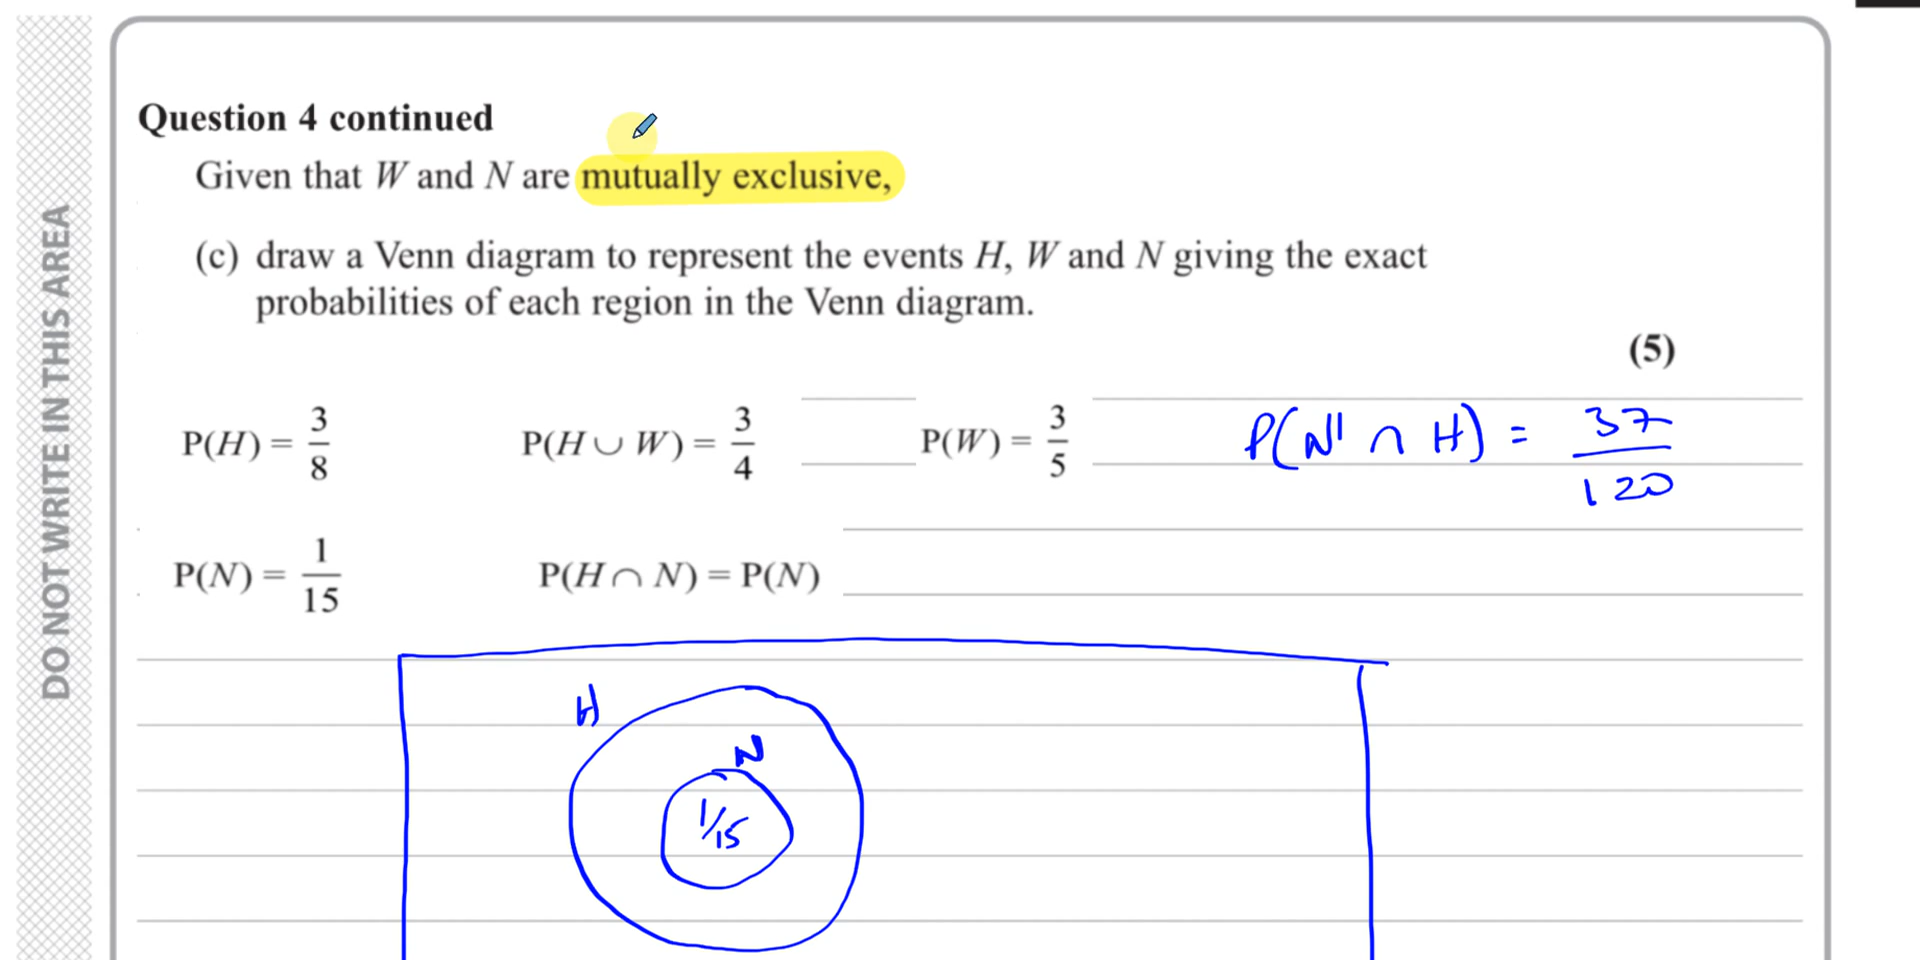 DO NOT WRITE IN THIS AREA
Question 4 continued
Given that W and N are mutually exclusive,
(c) draw a Venn diagram to represent the events H, W and N giving the exact
probabilities of each region in the Venn diagram.
(5)
P(H) = 3/8 P(H ∪ W) = 3/4 P(W) = 3/5 P(N' ∩ H) = 37/120
P(N) = 1/15 P(H ∩ N) = P(N)
H
N
1/15